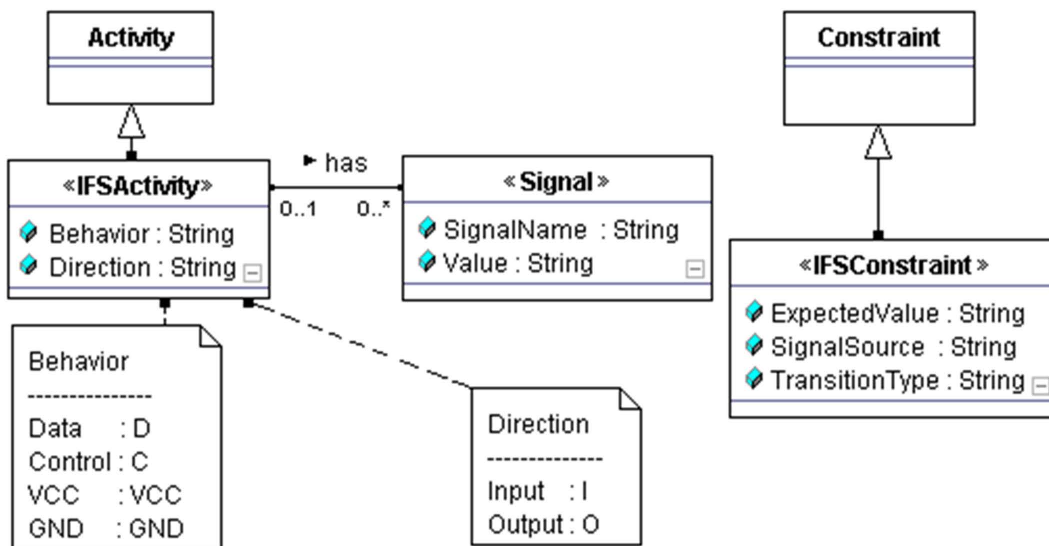 Activity
Constraint
«IFSActivity»
Behavior : String
Direction : String
► has
0..1 0..*
«Signal»
SignalName : String
Value : String
«IFSConstraint»
ExpectedValue : String
SignalSource : String
TransitionType : String
Behavior
---------------
Data : D
Control : C
VCC : VCC
GND : GND
Direction
--------------
Input : I
Output : O